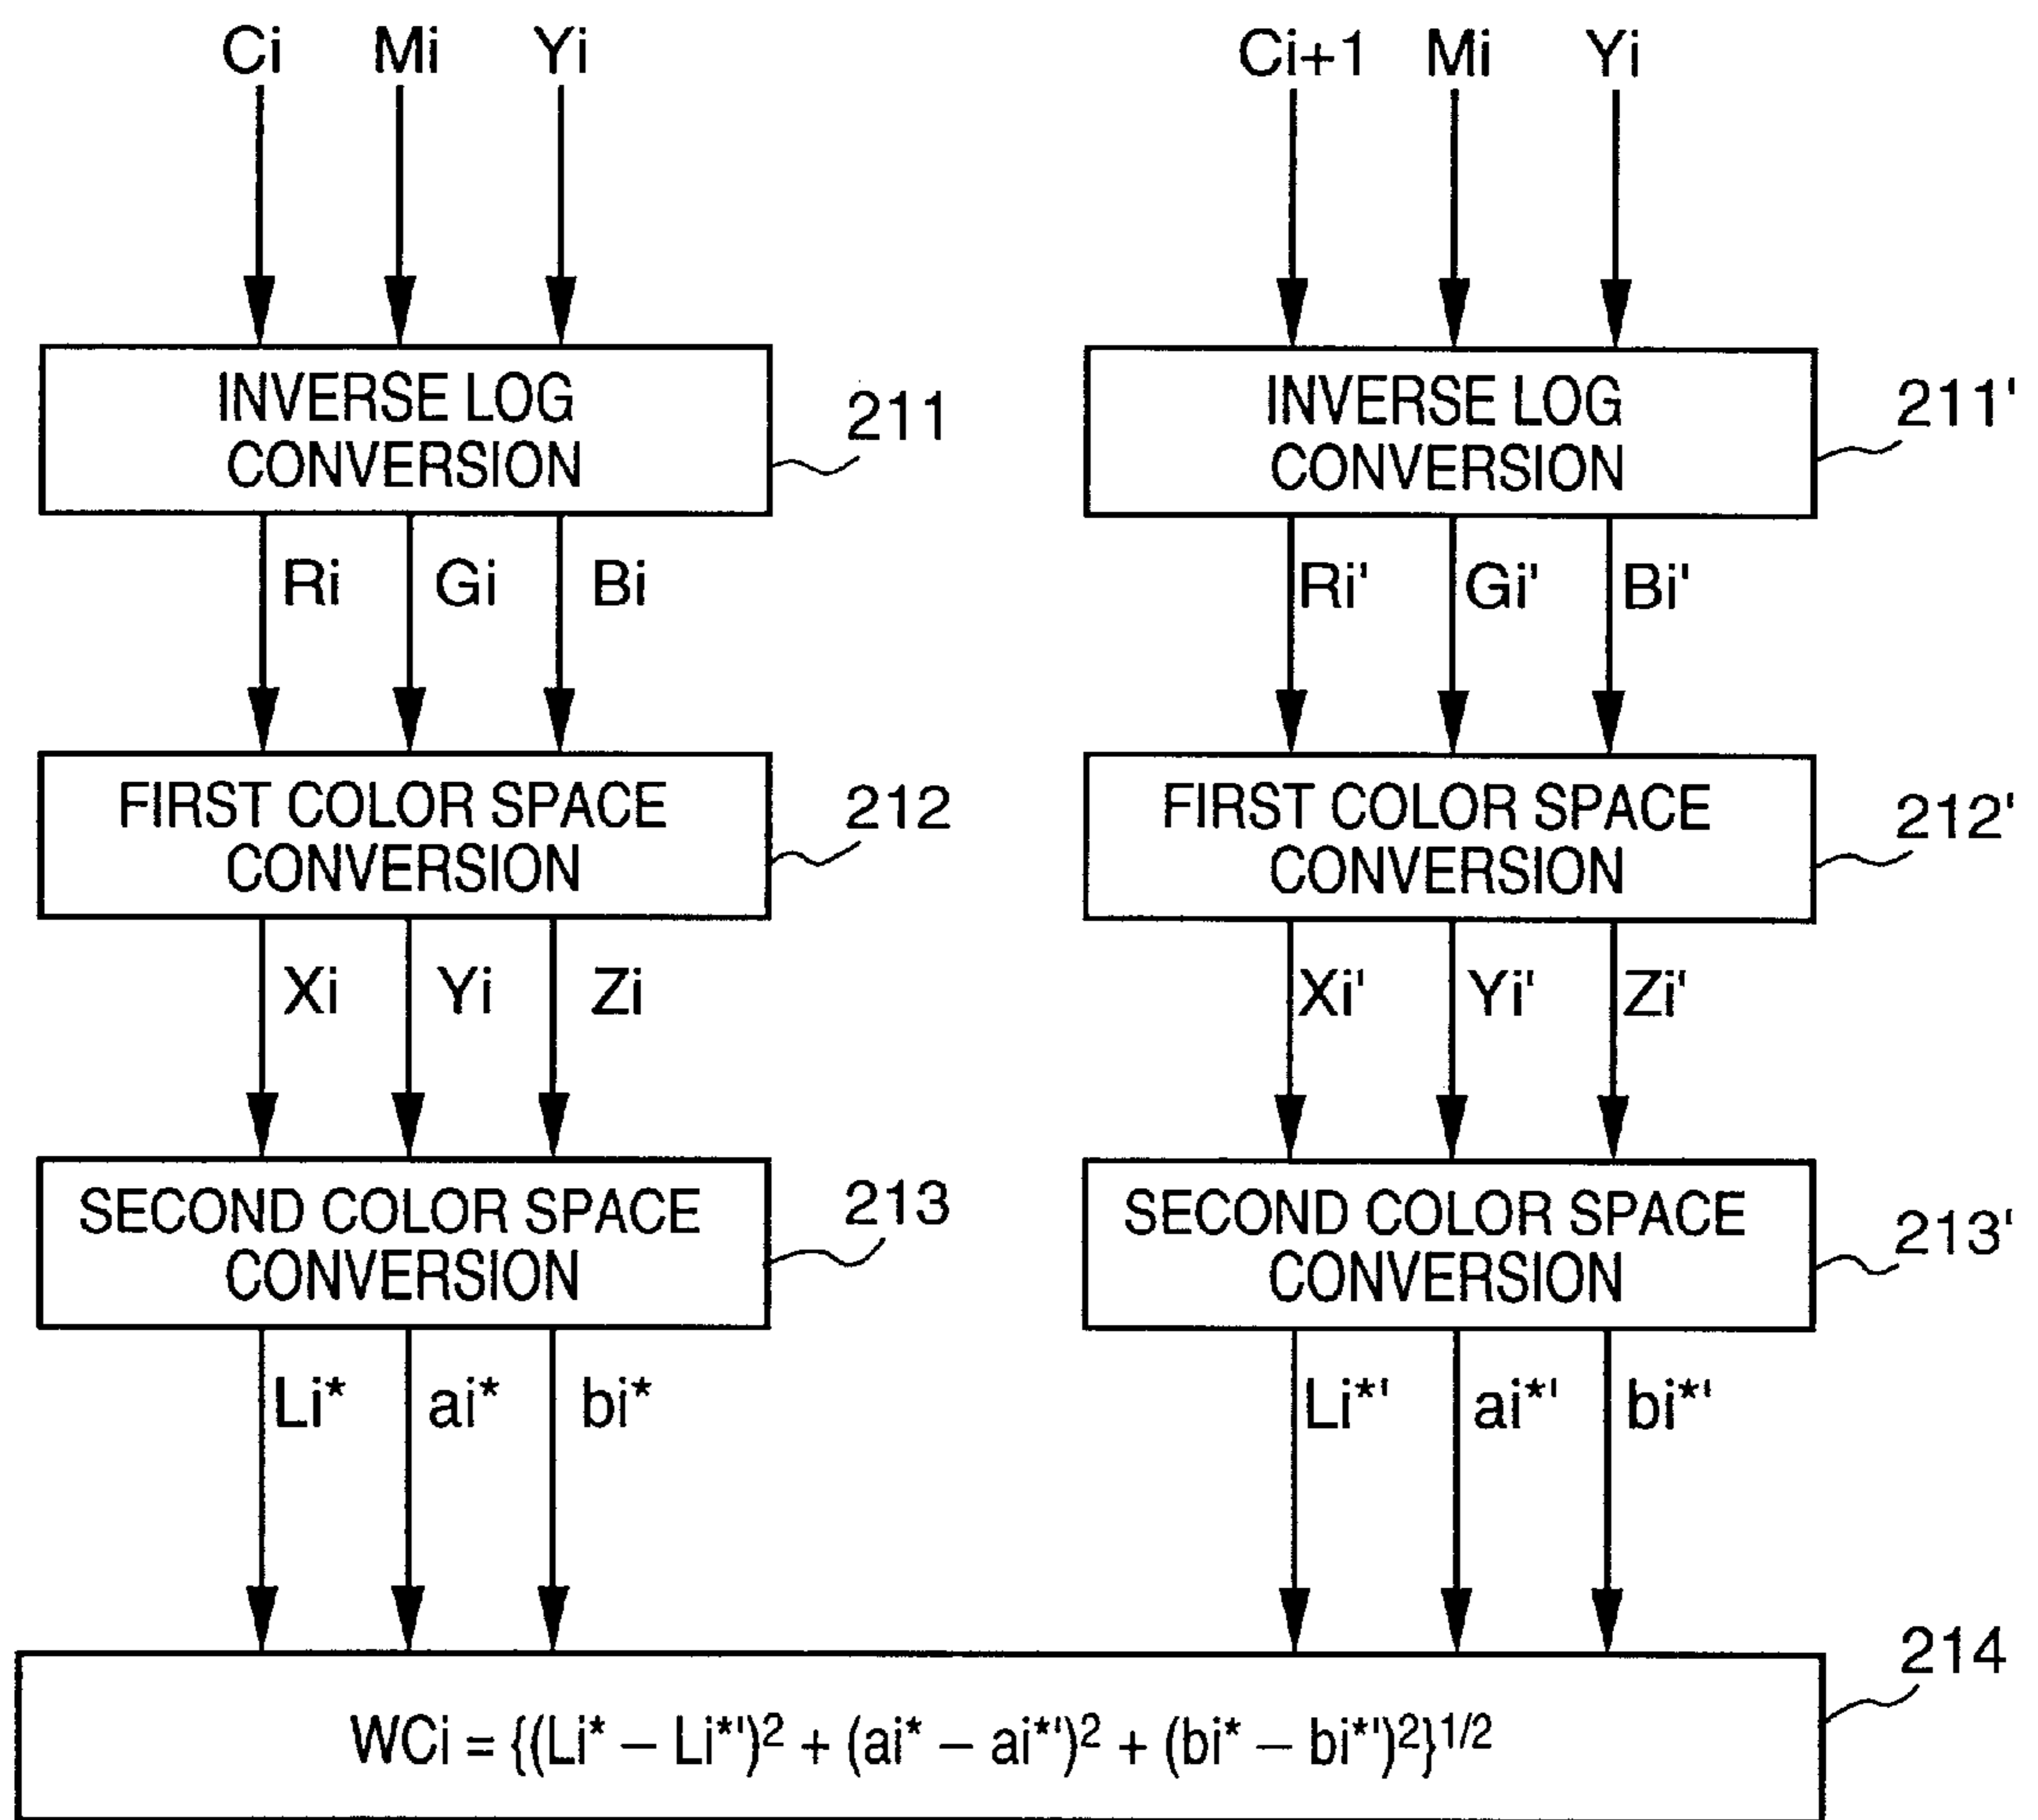 Ci Mi Yi Ci+1 Mi Yi
INVERSE LOG
CONVERSION
211
INVERSE LOG
CONVERSION
211'
Ri Gi Bi Ri' Gi' Bi'
FIRST COLOR SPACE
CONVERSION
212
FIRST COLOR SPACE
CONVERSION
212'
Xi Yi Zi Xi' Yi' Zi'
SECOND COLOR SPACE
CONVERSION
213
SECOND COLOR SPACE
CONVERSION
213'
Li* ai* bi* Li*' ai*' bi*'
214
WCi = {(Li* – Li*')² + (ai* – ai*')² + (bi* – bi*')²}¹/²